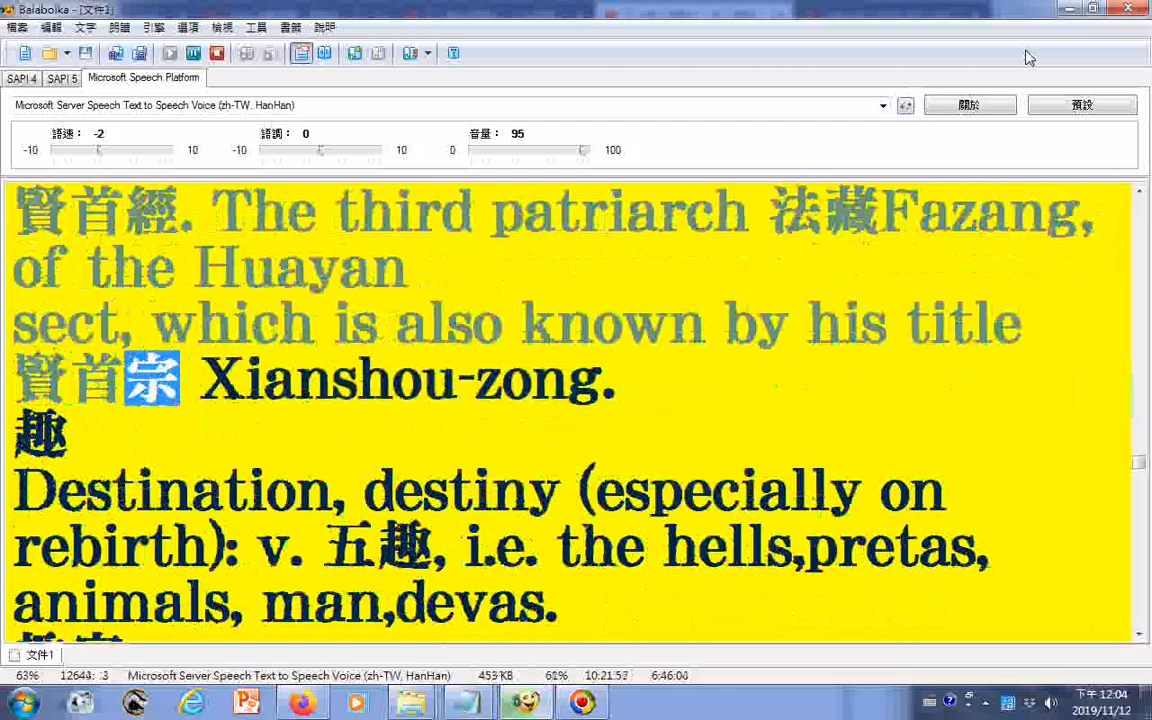 Balabolka - [文件1]
檔案 編輯 文字 朗讀 引擎 選項 檢視 工具 書籤 說明
SAPI 4 SAPI 5 Microsoft Speech Platform
Microsoft Server Speech Text to Speech Voice (zh-TW, HanHan) 關於 預設
語速： -2 語調： 0 音量： 95
-10 10 -10 10 0 100
賢首經. The third patriarch 法藏Fazang,
of the Huayan
sect, which is also known by his title
賢首宗 Xianshou-zong.
趣
Destination, destiny (especially on
rebirth): v. 五趣, i.e. the hells,pretas,
animals, man,devas.
文件1
63% Microsoft Server Speech Text to Speech Voice (zh-TW, HanHan) 10:21:53 6:46:04
下午 12:04
2019/11/12